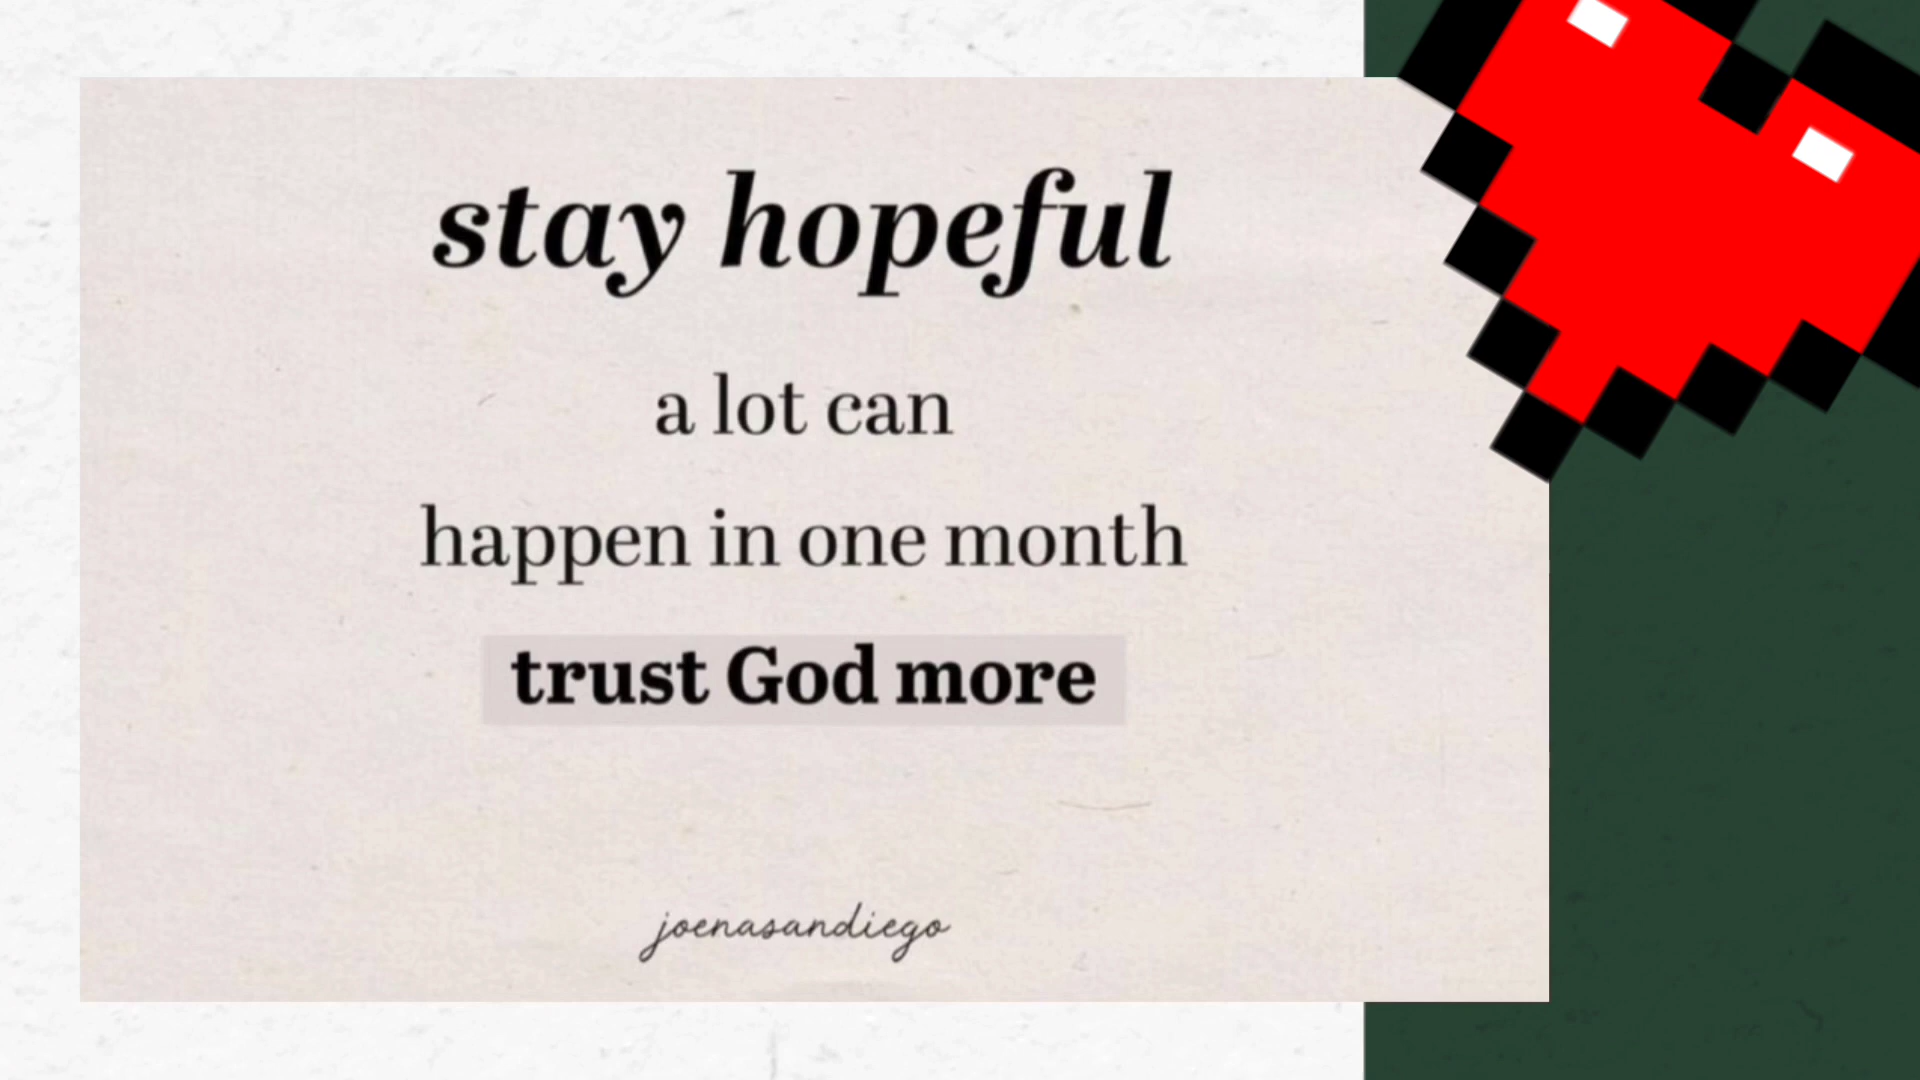 stay hopeful
a lot can
happen in one month
trust God more
joenasandiego